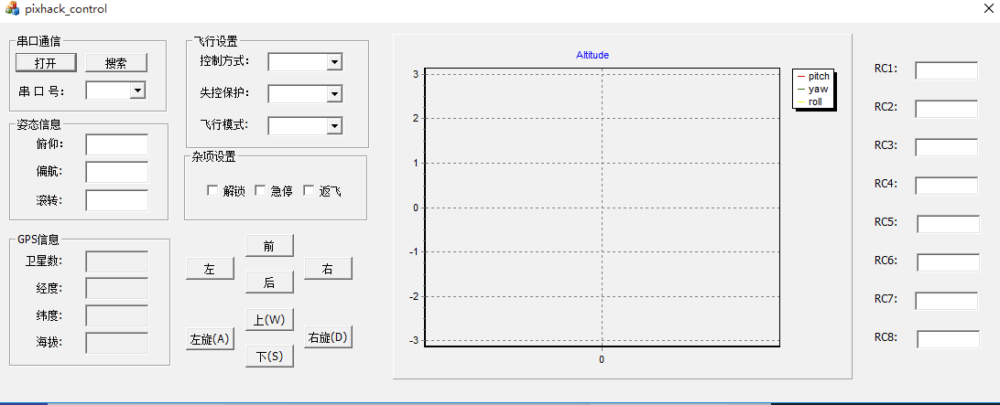 pixhack_control
串口通信
打开
搜索
串 口 号:
姿态信息
俯仰:
偏航:
滚转:
GPS信息
卫星数:
经度:
纬度:
海拔:
飞行设置
控制方式:
失控保护:
飞行模式:
杂项设置
解锁
急停
返飞
前
左
右
后
上(W)
左旋(A)
右旋(D)
下(S)
Altitude
3
2
1
0
-1
-2
-3
0
pitch
yaw
roll
RC1:
RC2:
RC3:
RC4:
RC5:
RC6:
RC7:
RC8: